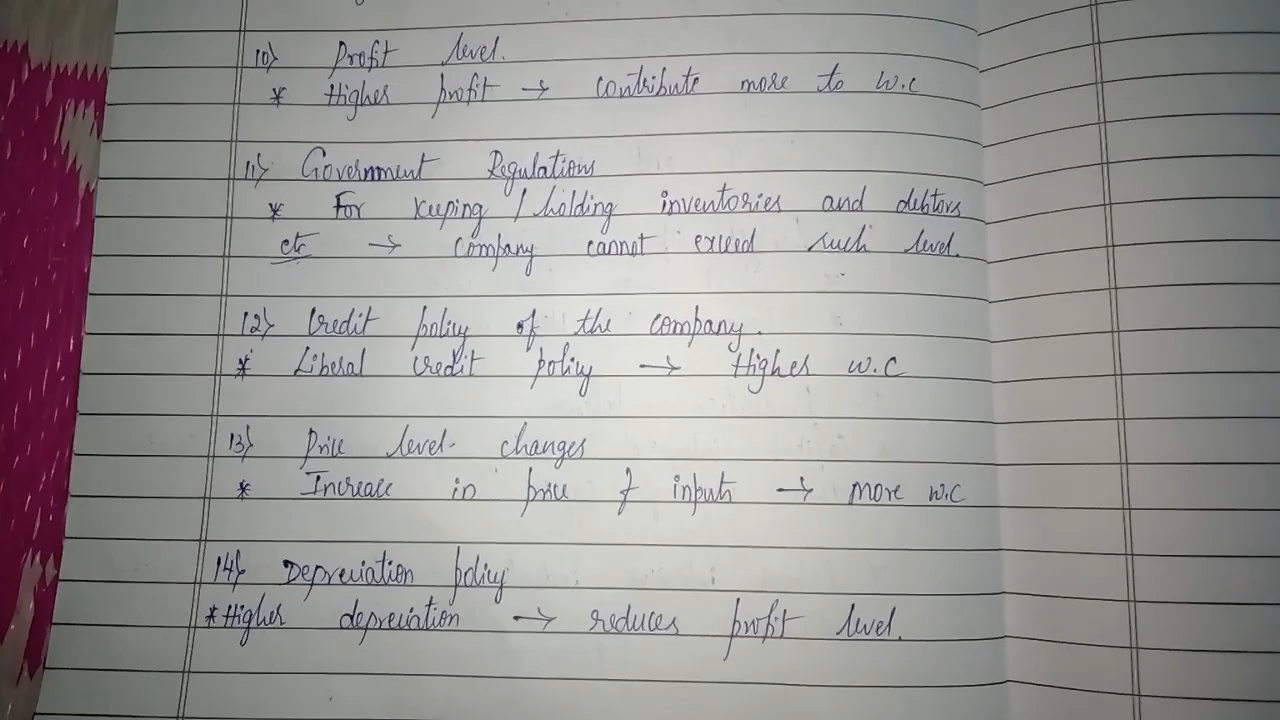 10) Profit level.
* Higher profit → contribute more to W.C
11) Government Regulations
* For keeping / holding inventories and debtors
etc → company cannot exceed such level.
12) Credit policy of the company.
* Liberal credit policy → Higher W.C
13) Price level changes
* Increase in price of inputs → more W.C
14) Depreciation policy
* Higher depreciation → reduces profit level.